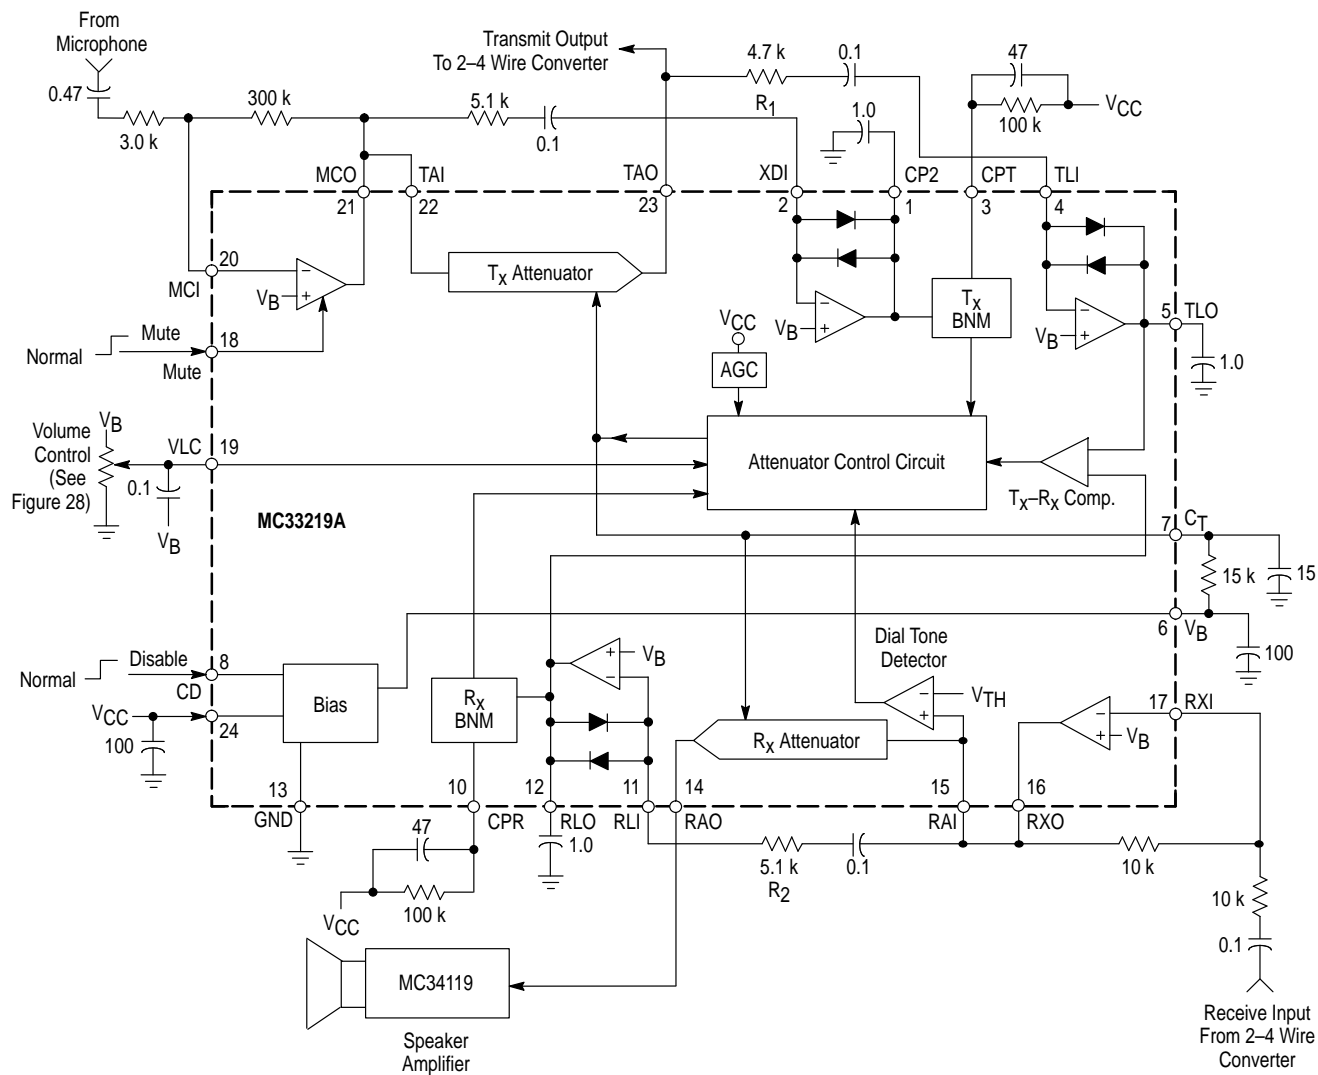 From
Microphone
0.47
3.0 k
300 k
5.1 k
0.1
Transmit Output
To 2–4 Wire Converter
4.7 k
R1
0.1
1.0
47
100 k
VCC
MCO
TAI
TAO
XDI
CP2
CPT
TLI
21
22
23
2
1
3
4
20
MCI
VB
–
+
Tx Attenuator
VB
–
+
Tx
BNM
VB
–
+
5
TLO
1.0
Normal
Mute
18
Mute
VCC
AGC
Volume
Control
(See
Figure 28)
VB
VLC
19
0.1
VB
Attenuator Control Circuit
Tx–Rx Comp.
MC33219A
7
CT
15 k
15
6
VB
100
Normal
Disable
8
CD
VCC
24
100
Bias
Rx
BNM
+
–
VB
Dial Tone
Detector
–
+
VTH
Rx Attenuator
–
+
VB
17
RXI
13
GND
10
CPR
12
RLO
11
RLI
14
RAO
15
RAI
16
RXO
47
100 k
VCC
1.0
5.1 k
R2
0.1
10 k
10 k
0.1
MC34119
Speaker
Amplifier
Receive Input
From 2–4 Wire
Converter